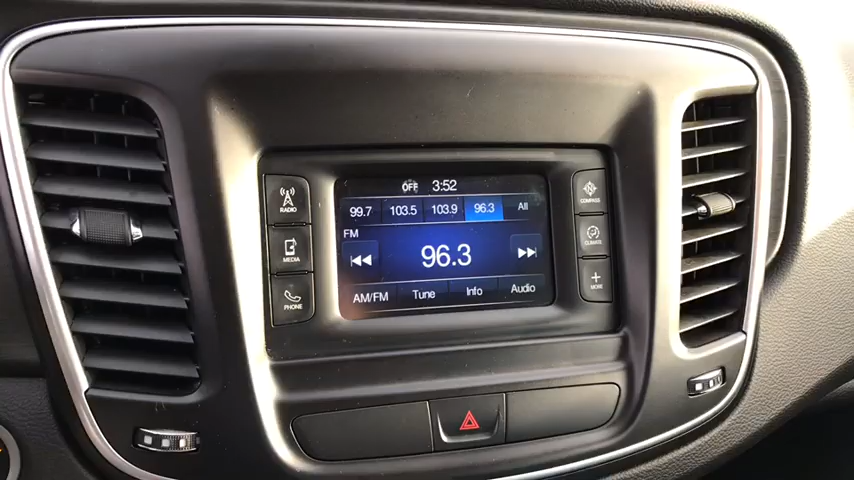 OFF 3:52
99.7 103.5 103.9 96.3 All
FM
96.3
AM/FM Tune Info Audio
RADIO
MEDIA
PHONE
COMPASS
CLIMATE
MORE